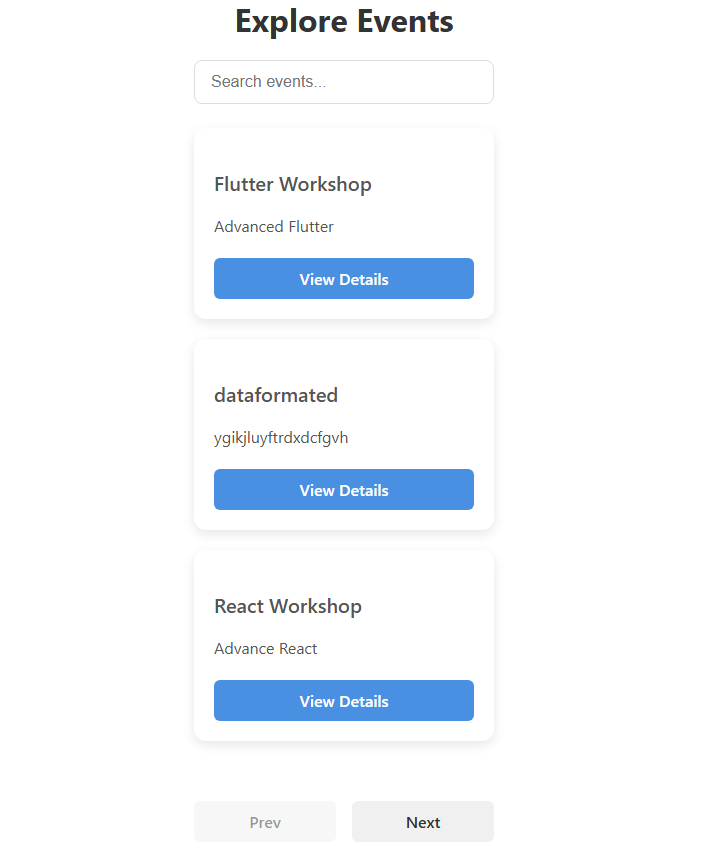 Explore Events
Search events...
Flutter Workshop
Advanced Flutter
View Details
dataformated
ygikjluyftrdxdcfgvh
View Details
React Workshop
Advance React
View Details
Prev
Next